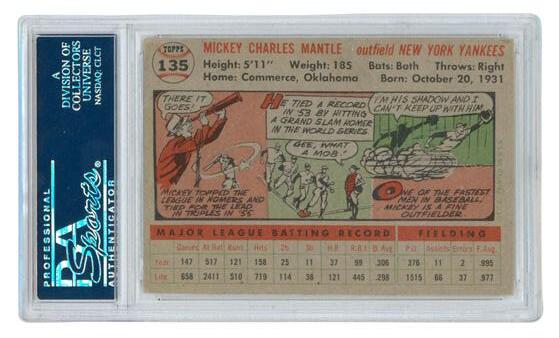 A
DIVISION OF
COLLECTORS
UNIVERSE
NASDAQ: CLCT
PROFESSIONAL
PSA
Sports
AUTHENTICATOR
TOPPS
135
MICKEY CHARLES MANTLE outfield NEW YORK YANKEES
Height: 5'11" Weight: 185 Bats: Both Throws: Right
Home: Commerce, Oklahoma Born: October 20, 1931
THERE IT
GOES!
MICKEY TOPPED THE
LEAGUE IN HOMERS AND
TIED FOR THE LEAD
IN TRIPLES IN '55
HE TIED A RECORD
IN '53 BY HITTING
A GRAND SLAM HOMER
IN THE WORLD SERIES.
GEE, WHAT
A MOB.
I'M HIS SHADOW AND I
CAN'T KEEP UP WITH HIM
ONE OF THE FASTEST
MEN IN BASEBALL.
MICKEY IS A FINE
OUTFIELDER.
MAJOR LEAGUE BATTING RECORD FIELDING
Games At Bat Runs Hits 2b 3b H.R. R.B.I. B. Avg. P.O. Assists Errors F. Avg.
Year 147 517 121 158 25 11 37 99 .306 376 11 2 .995
Life 658 2411 510 719 114 38 121 445 .298 1515 66 37 .977